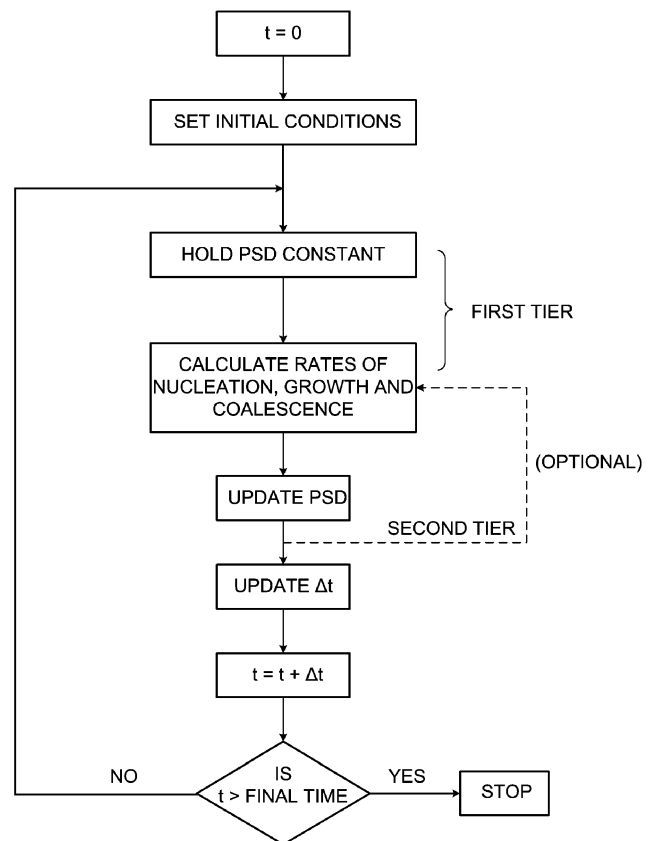 t = 0
SET INITIAL CONDITIONS
HOLD PSD CONSTANT
FIRST TIER
CALCULATE RATES OF
NUCLEATION, GROWTH AND
COALESCENCE
(OPTIONAL)
UPDATE PSD
SECOND TIER
UPDATE Δt
t = t + Δt
NO
IS
t > FINAL TIME
YES
STOP